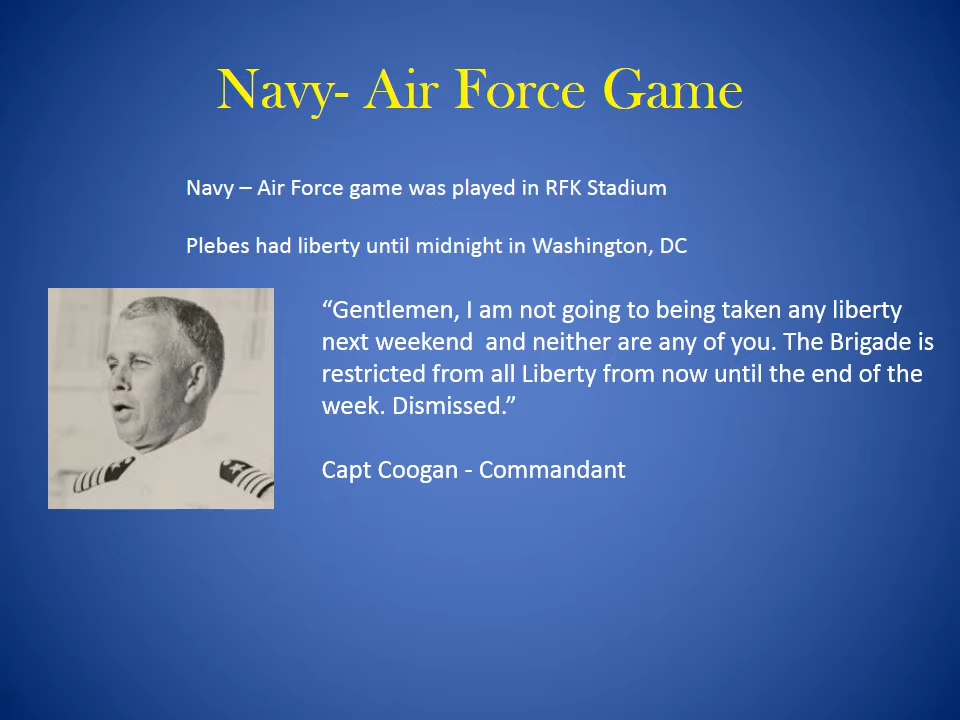 Navy- Air Force Game
Navy – Air Force game was played in RFK Stadium
Plebes had liberty until midnight in Washington, DC
“Gentlemen, I am not going to being taken any liberty
next weekend  and neither are any of you. The Brigade is
restricted from all Liberty from now until the end of the
week. Dismissed.”
Capt Coogan - Commandant